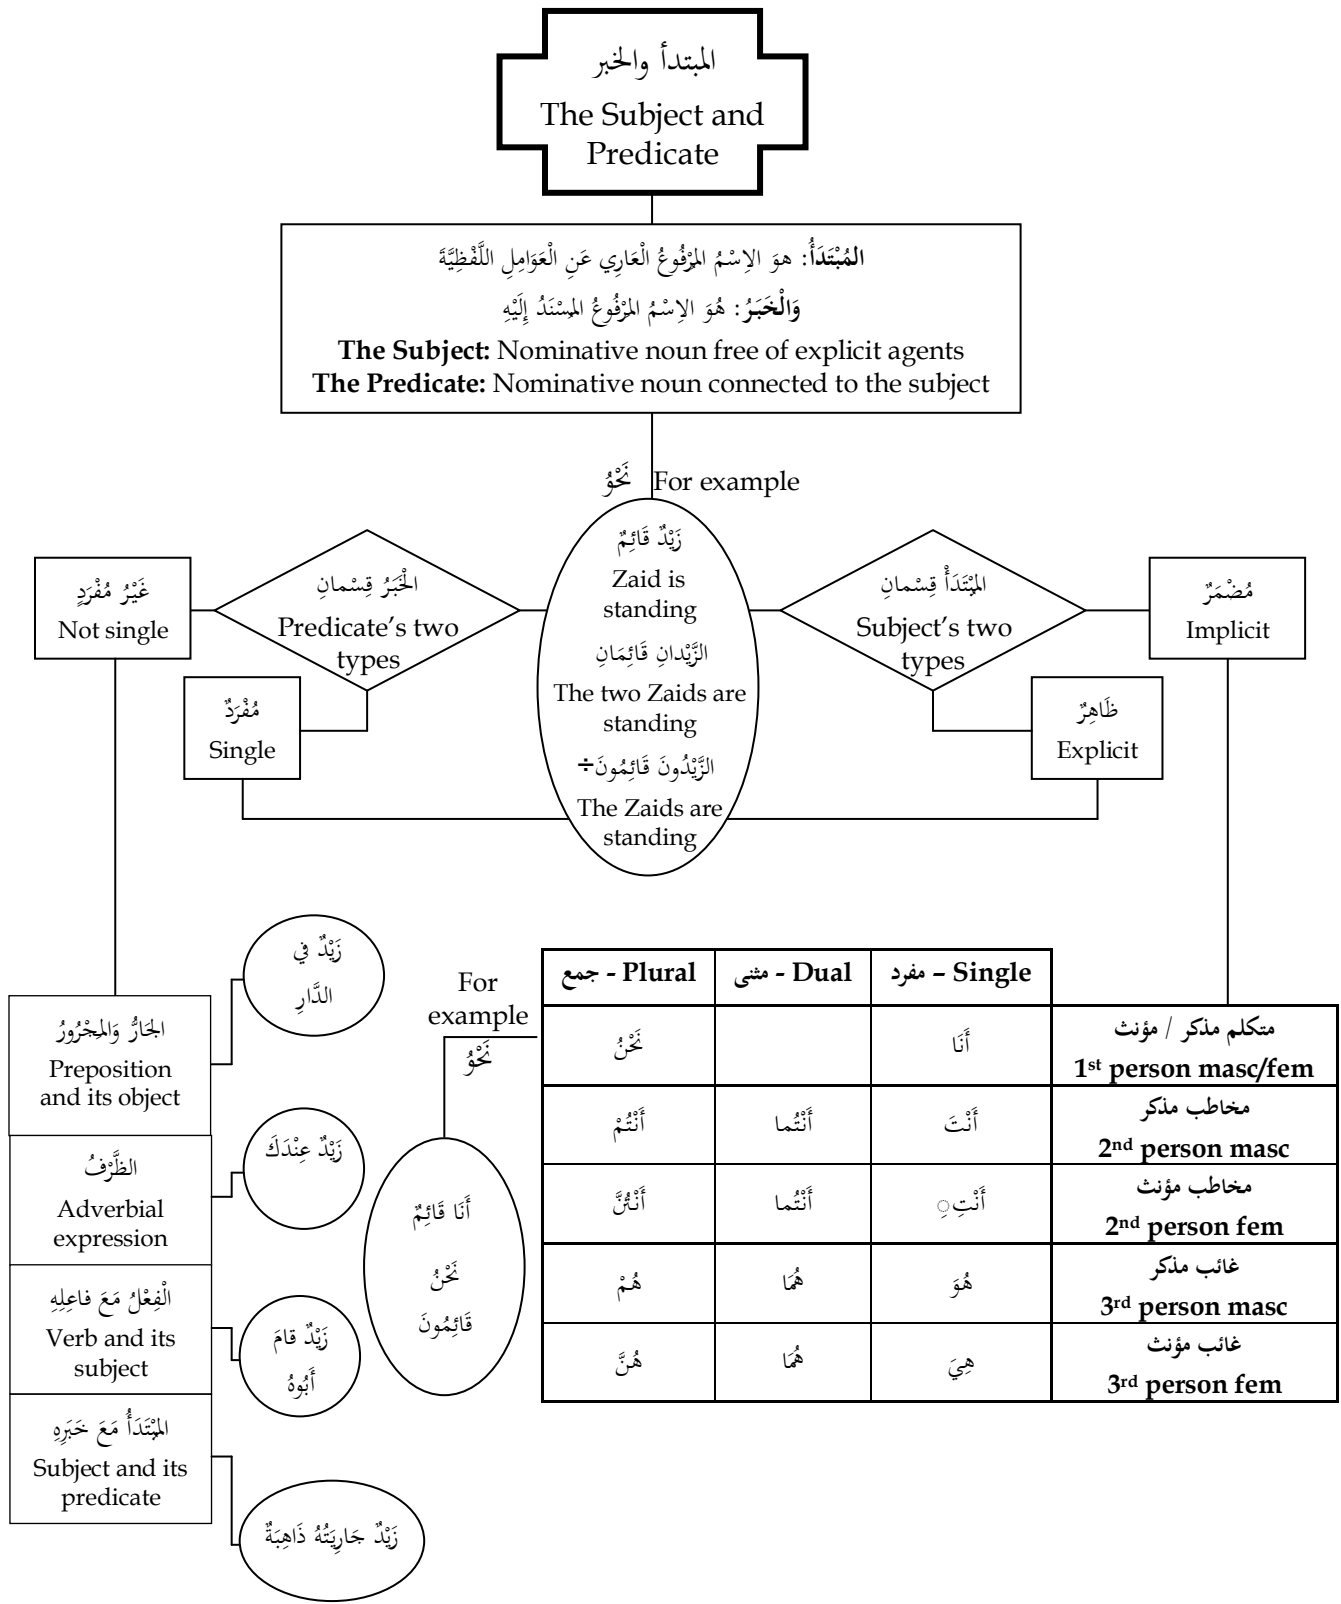 المبتدأ والخبر
The Subject and
Predicate
المُبْتَدَأُ: هوَ الاِسْمُ المَرْفُوعُ الْعَارِي عَنِ الْعَوَامِلِ اللَّفْظِيَّةَ
وَالْخَبَرُ: هُوَ الاِسْمُ المَرْفُوعُ المسْنَدُ إِلَيْهِ
The Subject: Nominative noun free of explicit agents
The Predicate: Nominative noun connected to the subject
نَحْوُ For example
زَيْدٌ قَائِمٌ
Zaid is
standing
الزَّيْدانِ قَائِمَانِ
The two Zaids are
standing
الزَّيْدُونَ قَائِمُونَ÷
The Zaids are
standing
المبْتَدَأْ قِسْمانِ
Subject's two
types
مُضْمَرٌ
Implicit
ظَاهِرٌ
Explicit
الْخَبَرُ قِسْمانِ
Predicate's two
types
غَيْرُ مُفْرَدٍ
Not single
مُفْرَدٌ
Single
الجَارُّ وَالمجْرُورُ
Preposition
and its object
زَيْدٌ في
الدَّارِ
الظَّرْفُ
Adverbial
expression
زَيْدٌ عِنْدَكَ
الْفِعْلُ مَعَ فاعِلِهِ
Verb and its
subject
زَيْدٌ قامَ
أَبُوهُ
المبْتَدَأُ مَعَ خَبَرِهِ
Subject and its
predicate
زَيْدٌ جَارِيَتُهُ ذَاهِبَةٌ
For
example
نَحْوُ
أَنَا قَائِمٌ
نَحْنُ
قَائِمُونَ
Single – مفرد
Dual - مثنى
Plural - جمع
متكلم مذكر / مؤنث
1st person masc/fem
أَنَا
نَحْنُ
مخاطب مذكر
2nd person masc
أَنْتَ
أَنْتُما
أَنْتُمْ
مخاطب مؤنث
2nd person fem
أَنْتِ◌ِ
أَنْتُما
أَنْتُنَّ
غائب مذكر
3rd person masc
هُوَ
هُمَا
هُمْ
غائب مؤنث
3rd person fem
هِيَ
هُمَا
هُنَّ